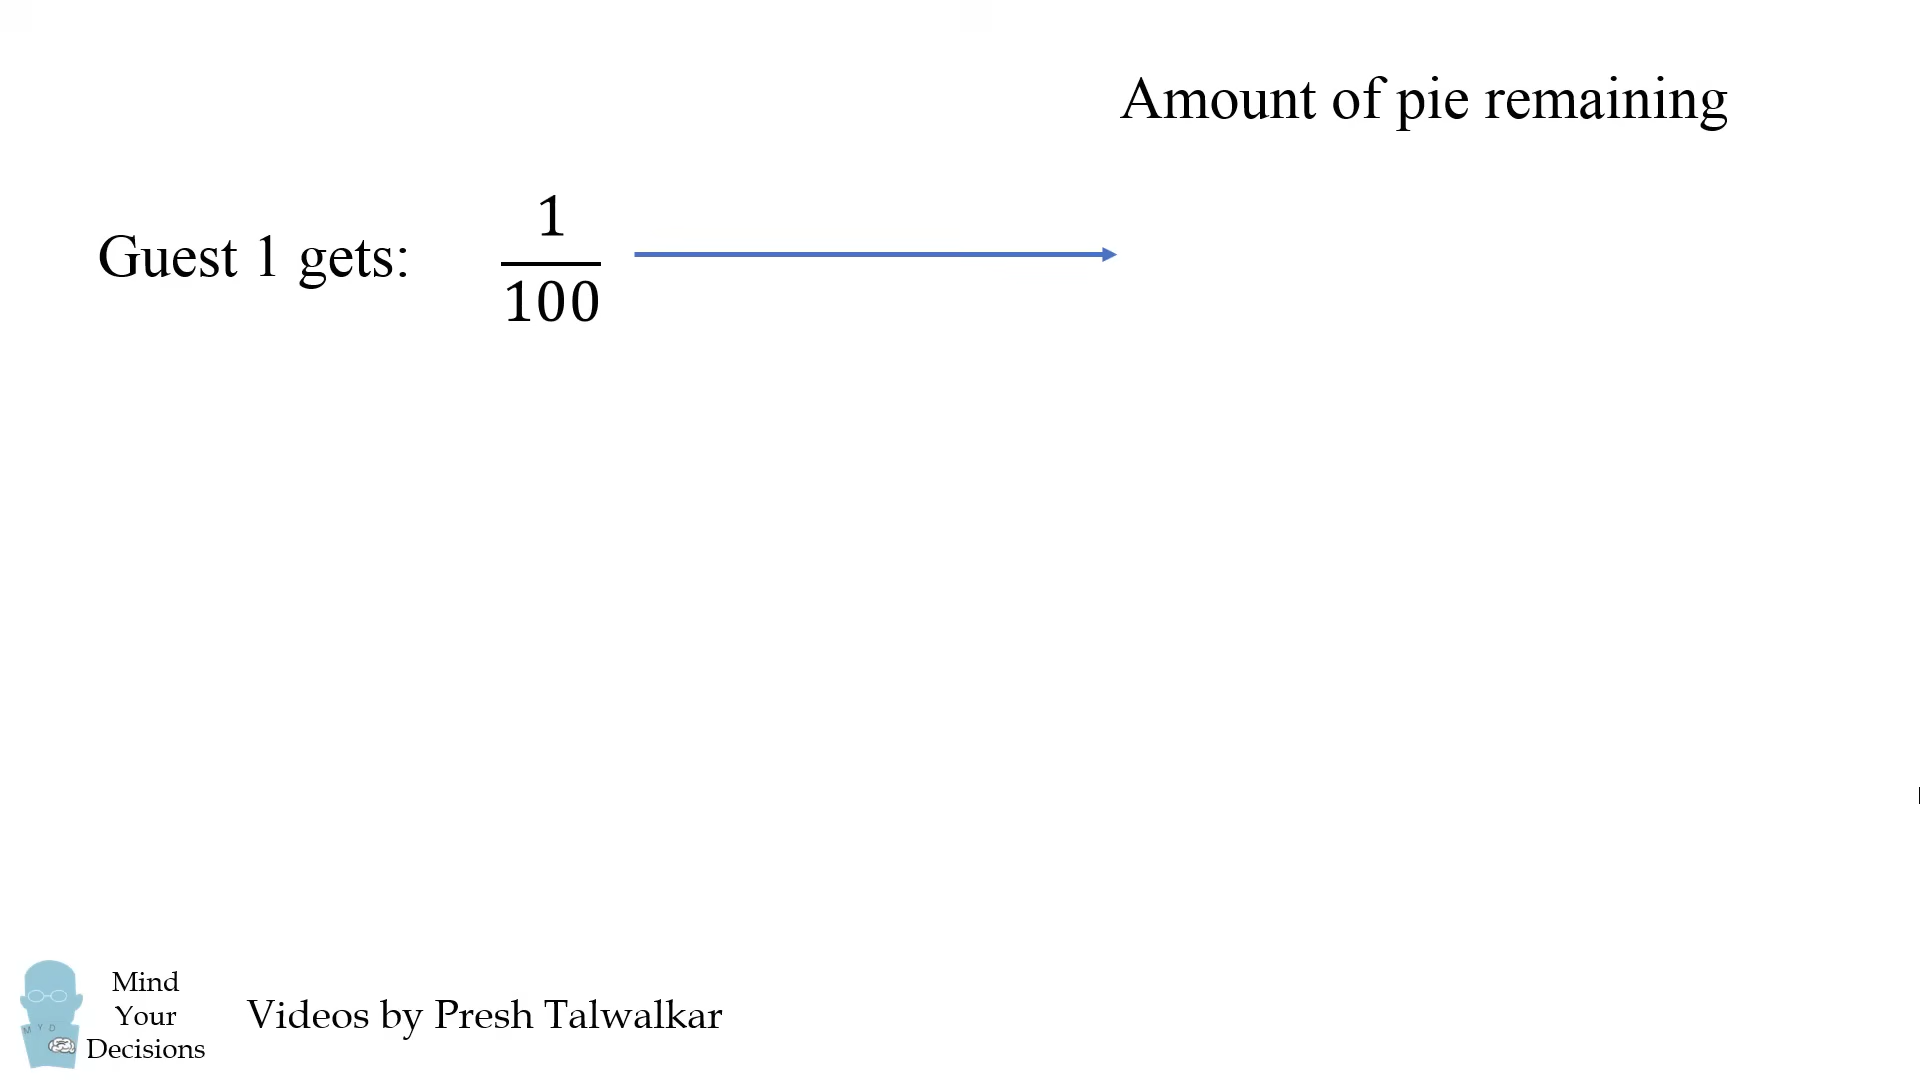 Amount of pie remaining
Guest 1 gets:
1
100
M Y D
Mind
Your
Decisions
Videos by Presh Talwalkar